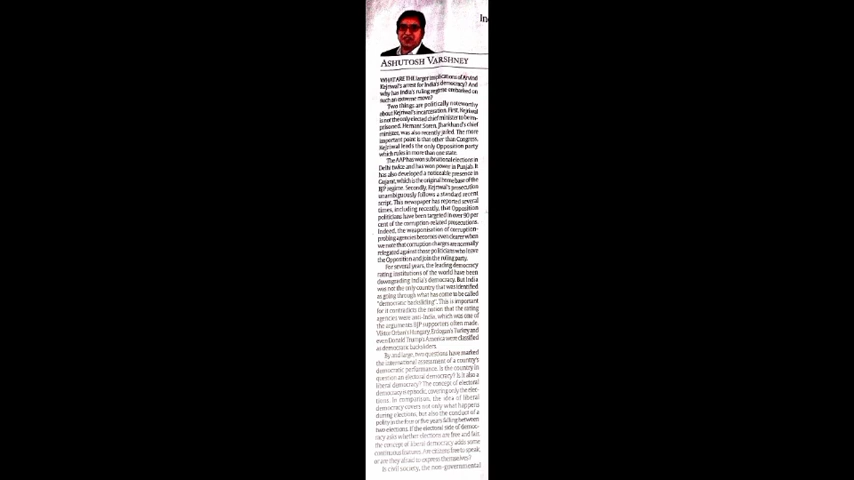 In
ASHUTOSH VARSHNEY
WHAT ARE THE larger implications of Arvind
Kejriwal's arrest for India's democracy? And
why has India's ruling regime embarked on
such an extreme move?
Two things are politically noteworthy
about Kejriwal's incarceration. First, Kejriwal
is not the only elected chief minister to be im-
prisoned. Hemant Soren, Jharkhand's chief
minister, was also recently jailed. The more
important point is that other than Congress,
Kejriwal leads the only Opposition party
which rules in more than one state.
The AAP has won subnational elections in
Delhi twice and has won power in Punjab. It
has also developed a noticeable presence in
Gujarat, which is the original home base of the
BJP regime. Secondly, Kejriwal's prosecution
unambiguously follows a standard recent
script. This newspaper has reported several
times, including recently, that Opposition
politicians have been targeted in over 90 per
cent of the corruption-related prosecutions.
Indeed, the weaponisation of corruption-
probing agencies becomes even clearer when
we note that corruption charges are normally
relegated against those politicians who leave
the Opposition and join the ruling party.
For several years, the leading democracy
rating institutions of the world have been
downgrading India's democracy. But India
was not the only country that was identified
as going through what has come to be called
"democratic backsliding". This is important
for it contradicts the notion that the rating
agencies were anti-India, which was one of
the arguments BJP supporters often made.
Viktor Orban's Hungary, Erdogan's Turkey and
even Donald Trump's America were classified
as democratic backsliders.
By and large, two questions have marked
the international assessment of a country's
democratic performance. Is the country in
question an electoral democracy? Is it also a
liberal democracy? The concept of electoral
democracy is episodic, covering only the elec-
tions. In comparison, the idea of liberal
democracy covers not only what happens
during elections, but also the conduct of a
polity in the four or five years falling between
two elections. If the electoral side of democ-
racy asks whether elections are free and fair,
the concept of liberal democracy adds some
continuous features. Are citizens free to speak,
or are they afraid to express themselves?
Is civil society, the non-governmental